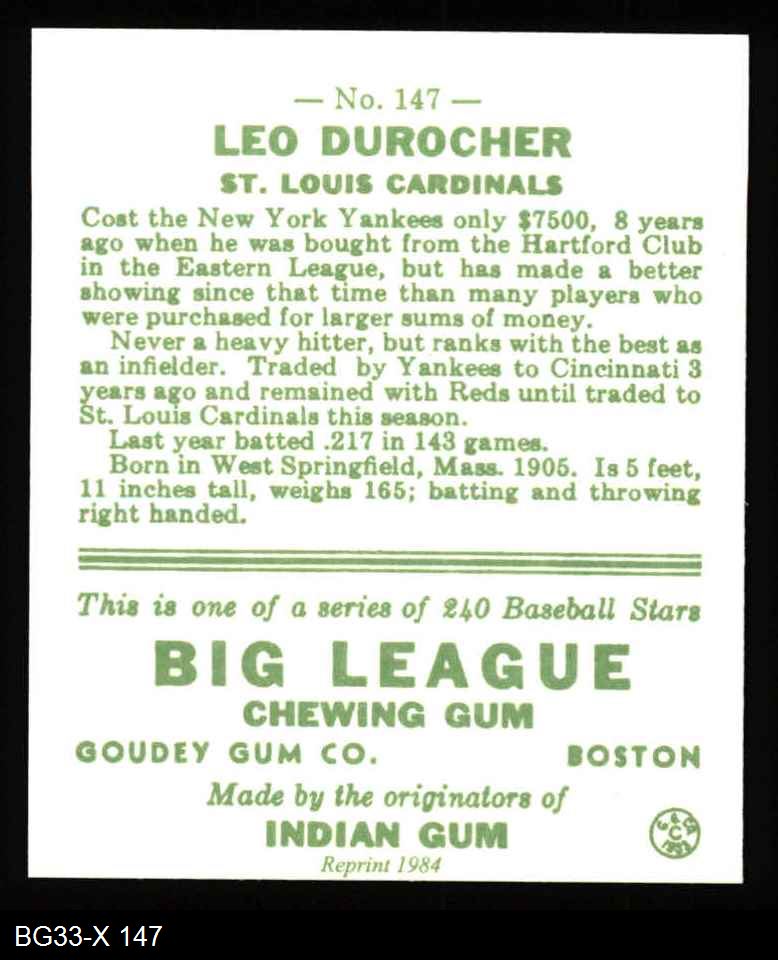 — No. 147 —
LEO DUROCHER
ST. LOUIS CARDINALS
Cost the New York Yankees only $7500, 8 years
ago when he was bought from the Hartford Club
in the Eastern League, but has made a better
showing since that time than many players who
were purchased for larger sums of money.
Never a heavy hitter, but ranks with the best as
an infielder. Traded by Yankees to Cincinnati 3
years ago and remained with Reds until traded to
St. Louis Cardinals this season.
Last year batted .217 in 143 games.
Born in West Springfield, Mass. 1905. Is 5 feet,
11 inches tall, weighs 165; batting and throwing
right handed.
This is one of a series of 240 Baseball Stars
BIG LEAGUE
CHEWING GUM
GOUDEY GUM CO. BOSTON
Made by the originators of
INDIAN GUM
Reprint 1984
BG33-X 147